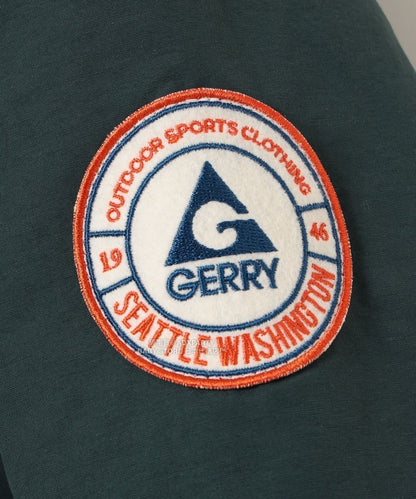 OUTDOOR SPORTS CLOTHING
19 46
G
GERRY
SEATTLE WASHINGTON